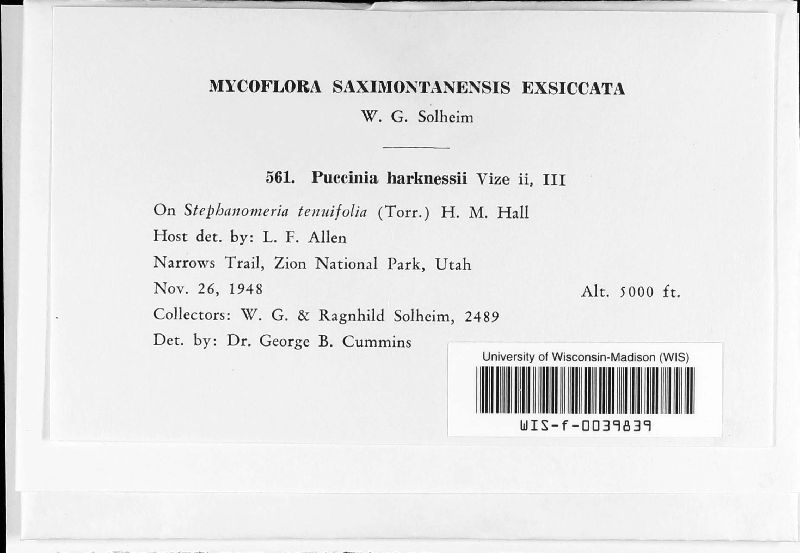 MYCOFLORA SAXIMONTANENSIS EXSICCATA
W. G. Solheim
561. Puccinia harknessii Vize ii, III
On Stephanomeria tenuifolia (Torr.) H. M. Hall
Host det. by: L. F. Allen
Narrows Trail, Zion National Park, Utah
Nov. 26, 1948 Alt. 5000 ft.
Collectors: W. G. & Ragnhild Solheim, 2489
Det. by: Dr. George B. Cummins
University of Wisconsin-Madison (WIS)
WIS-f-0039839